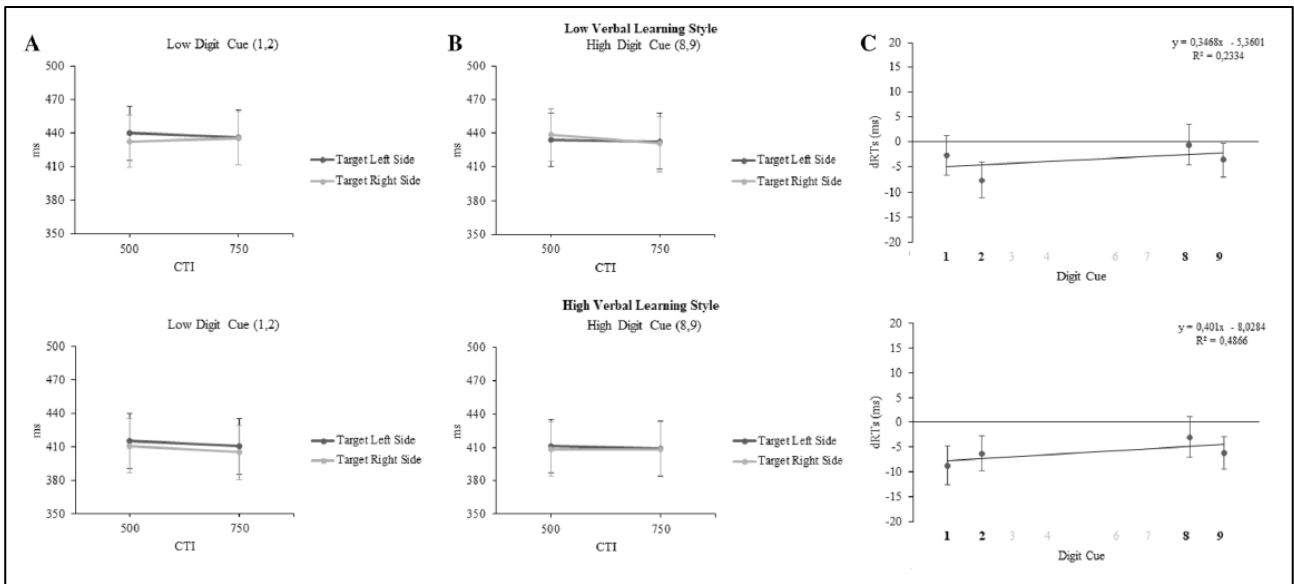 A
Low Digit Cue (1,2)
500
470
440
410
380
350
ms
500 750
CTI
Target Left Side
Target Right Side
Low Verbal Learning Style
B
High Digit Cue (8,9)
500
470
440
410
380
350
ms
500 750
CTI
Target Left Side
Target Right Side
C
y = 0,3468x - 5,3601
R² = 0,2334
20
15
10
5
0
-5
-10
-15
-20
dRTs (ms)
1 2 3 4 6 7 8 9
Digit Cue
Low Digit Cue (1,2)
500
470
440
410
380
350
ms
500 750
CTI
Target Left Side
Target Right Side
High Verbal Learning Style
High Digit Cue (8,9)
500
470
440
410
380
350
ms
500 750
CTI
Target Left Side
Target Right Side
y = 0,401x - 8,0284
R² = 0,4866
20
15
10
5
0
-5
-10
-15
-20
dRTs (ms)
1 2 3 4 6 7 8 9
Digit Cue